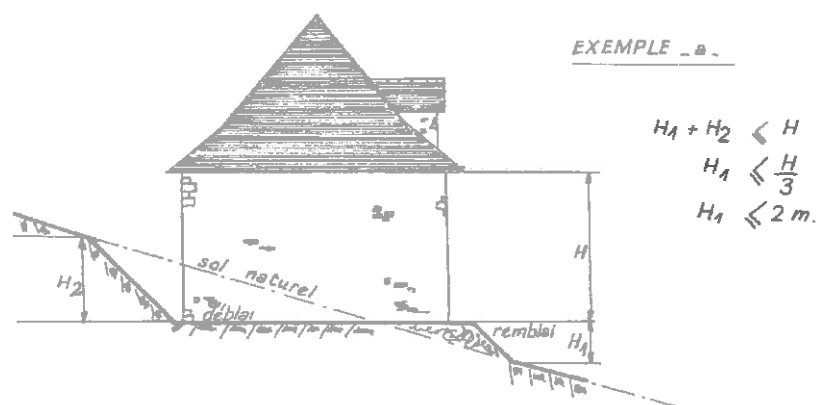 EXEMPLE _a_
H1 + H2 ⩽ H
H1 ⩽ H/3
H1 ⩽ 2 m.
H
H2
sol naturel
déblai
remblai
H1